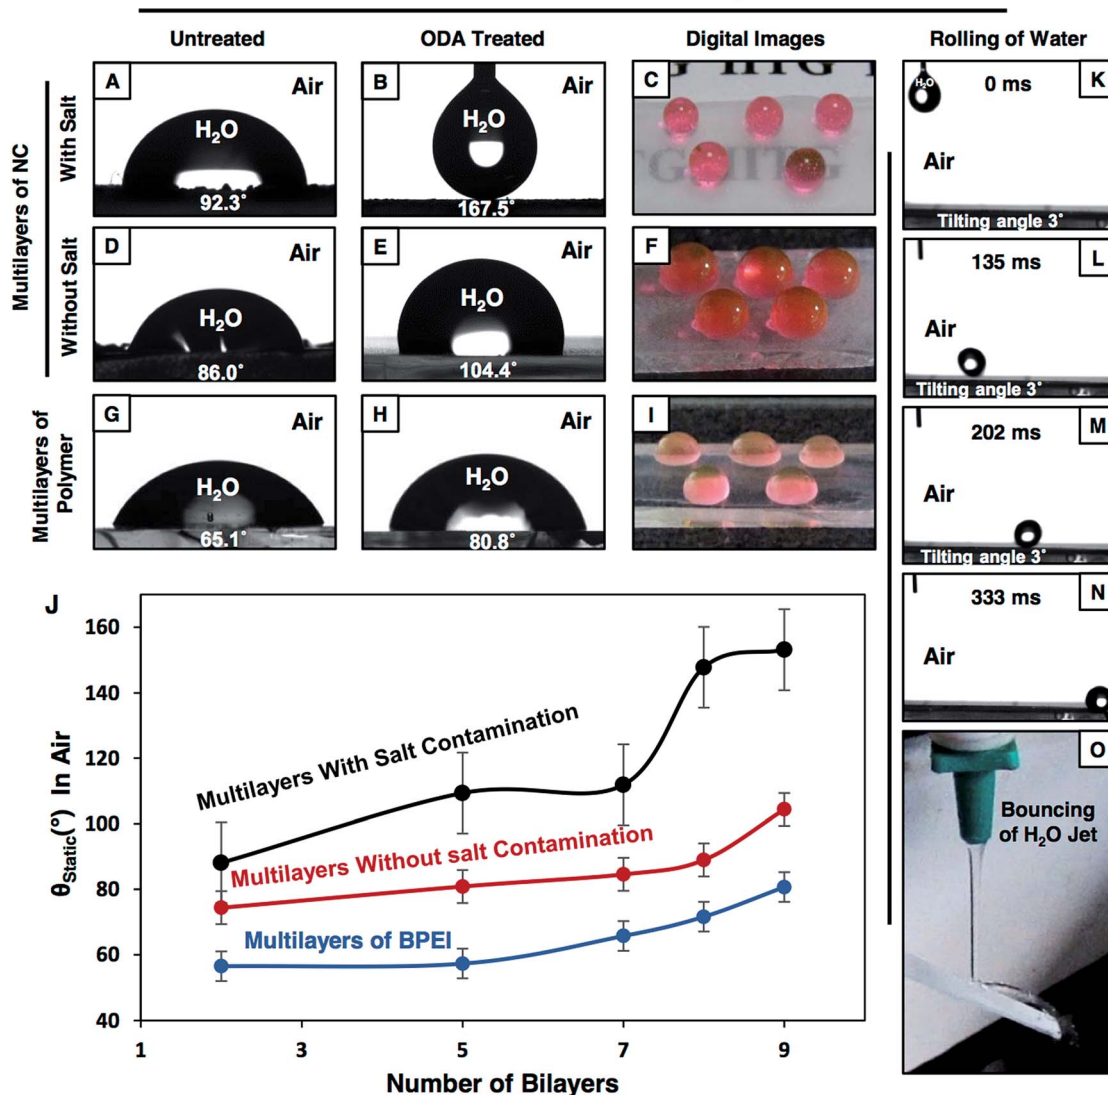 Untreated
ODA Treated
Digital Images
Rolling of Water
Multilayers of NC
With Salt
A
Air
H₂O
92.3°
B
Air
H₂O
167.5°
C
K
H₂O
0 ms
Air
Tilting angle 3°
Without Salt
D
Air
H₂O
86.0°
E
Air
H₂O
104.4°
F
L
135 ms
Air
Tilting angle 3°
Multilayers of
Polymer
G
Air
H₂O
65.1°
H
Air
H₂O
80.8°
I
M
202 ms
Air
Tilting angle 3°
N
333 ms
Air
O
Bouncing
of H₂O Jet
J
θStatic(°) In Air
160
140
120
100
80
60
40
Multilayers With Salt Contamination
Multilayers Without salt Contamination
Multilayers of BPEI
1
3
5
7
9
Number of Bilayers